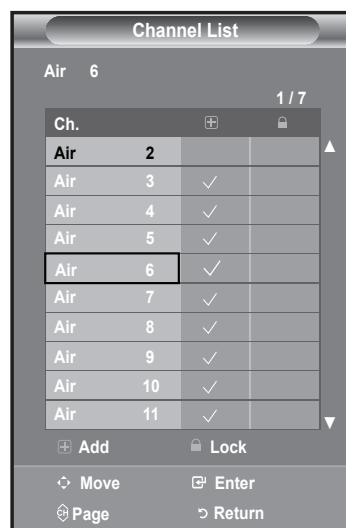 Channel List
Air 6
1 / 7
Ch.
Air 2
Air 3
Air 4
Air 5
Air 6
Air 7
Air 8
Air 9
Air 10
Air 11
Add Lock
Move Enter
CH Page Return